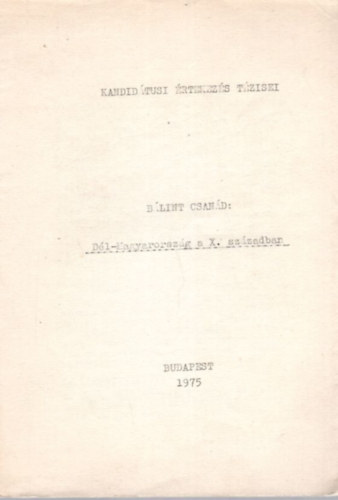 KANDIDÁTUSI ÉRTEKEZÉS TÉZISEI
BÁLINT CSANÁD:
Dél-Magyarország a X. században
BUDAPEST
1975